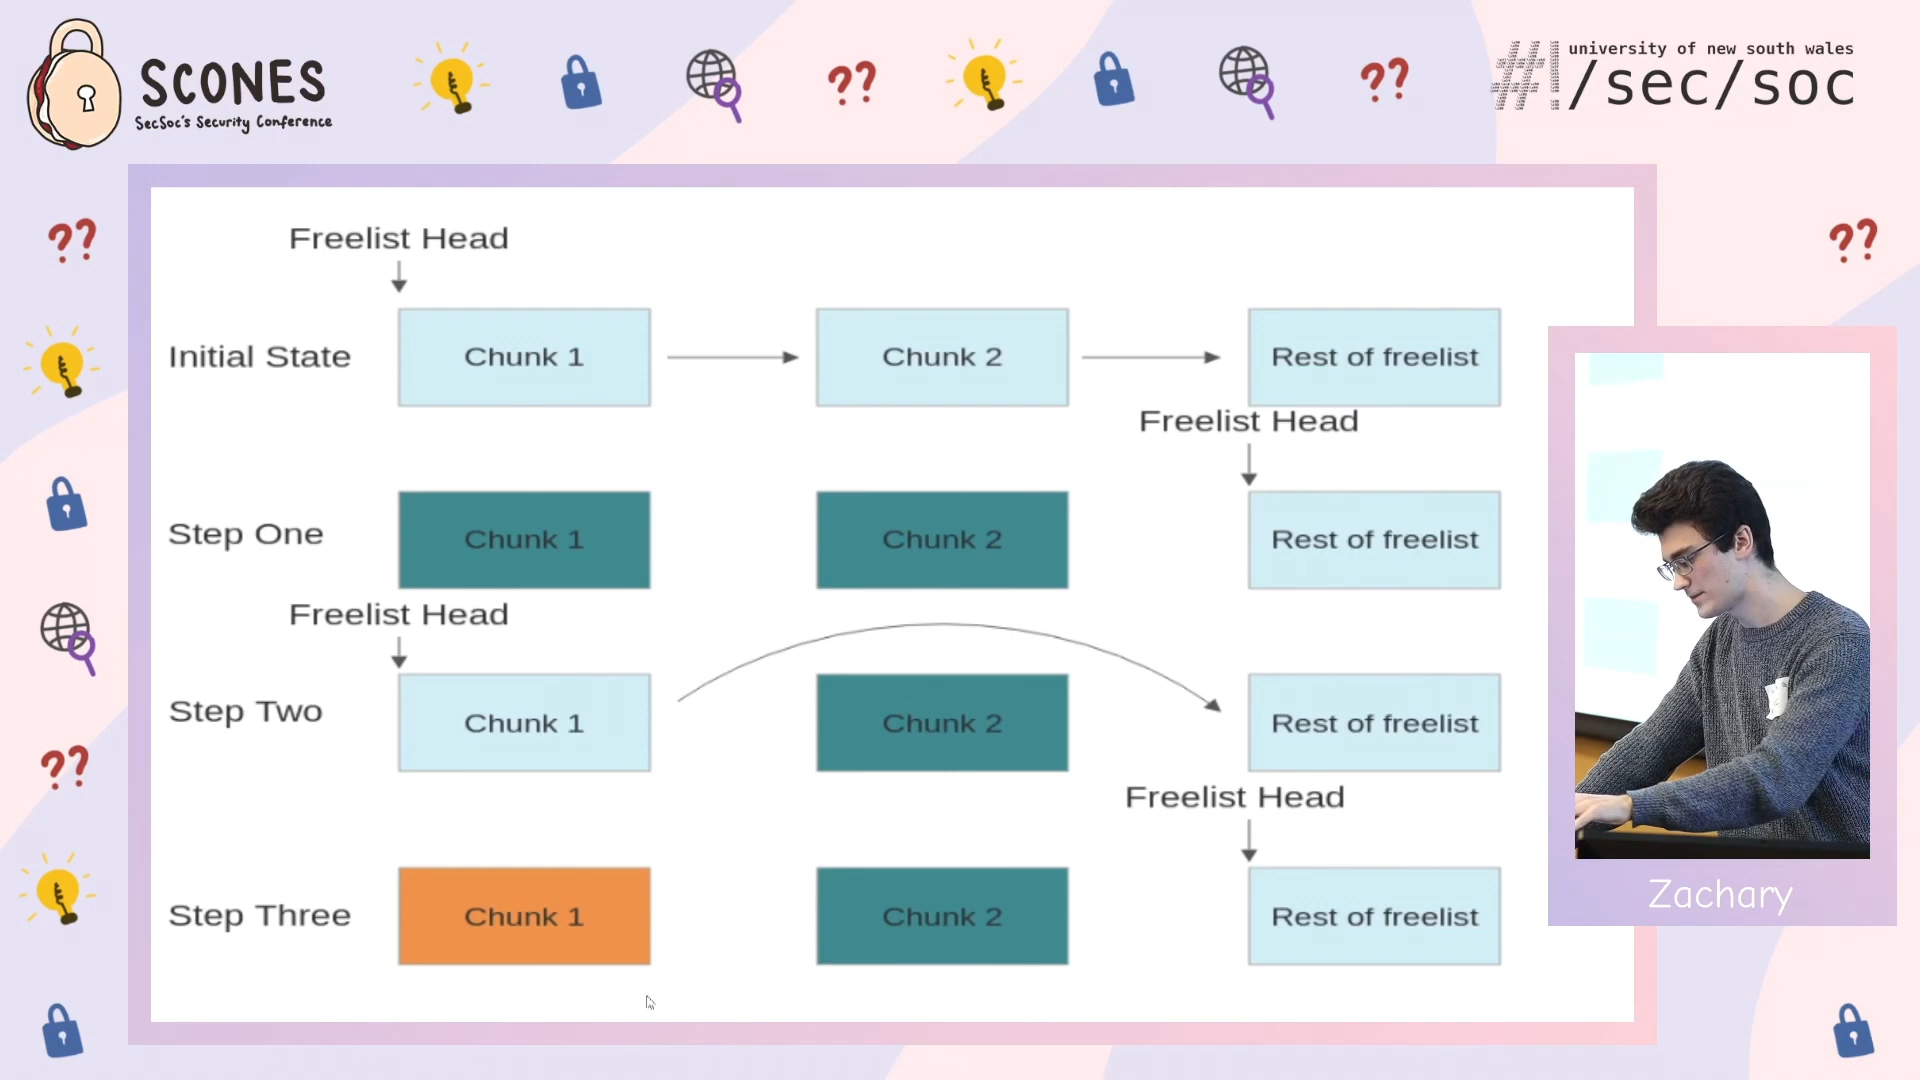 SCONES
SecSoc's Security Conference
university of new south wales
/sec/soc
Freelist Head
Initial State
Chunk 1
Chunk 2
Rest of freelist
Freelist Head
Step One
Chunk 1
Chunk 2
Rest of freelist
Freelist Head
Step Two
Chunk 1
Chunk 2
Rest of freelist
Freelist Head
Step Three
Chunk 1
Chunk 2
Rest of freelist
Zachary
??
??
??
??
??